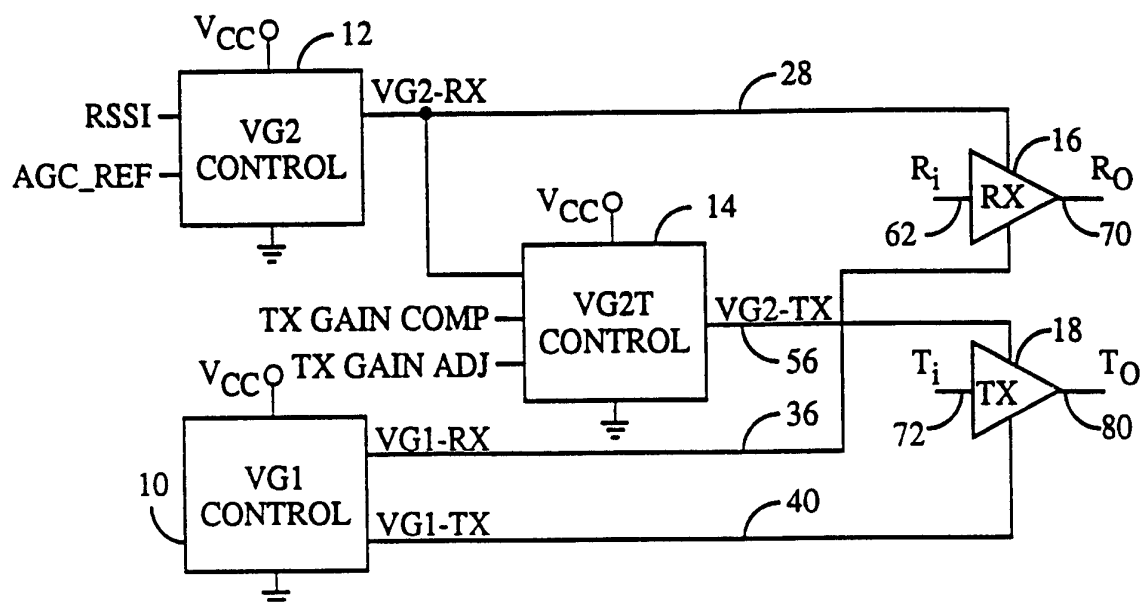 VCC
12
VG2-RX
28
RSSI
VG2
CONTROL
AGC_REF
16
Ri
RX
RO
62
70
VCC
14
TX GAIN COMP
TX GAIN ADJ
VG2T
CONTROL
VG2-TX
56
18
Ti
TX
TO
72
80
VCC
VG1-RX
36
10
VG1
CONTROL
VG1-TX
40